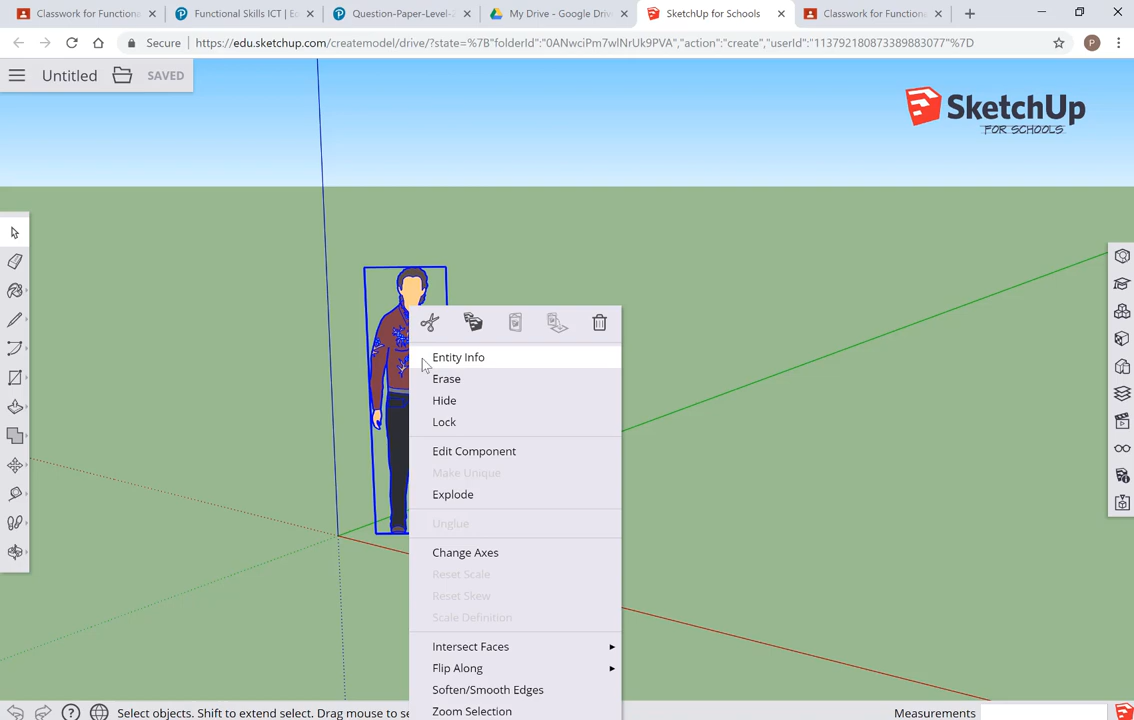 Classwork for Functiona
Functional Skills ICT | Ed
Question-Paper-Level-2
My Drive - Google Drive
SketchUp for Schools
Classwork for Functiona
Secure
https://edu.sketchup.com/createmodel/drive/?state=%7B"folderId":"0ANwciPm7wlNrUk9PVA","action":"create","userId":"113792180873389883077"%7D
P
Untitled
SAVED
SketchUp
FOR SCHOOLS
Entity Info
Erase
Hide
Lock
Edit Component
Make Unique
Explode
Unglue
Change Axes
Reset Scale
Reset Skew
Scale Definition
Intersect Faces
Flip Along
Soften/Smooth Edges
Zoom Selection
Select objects. Shift to extend select. Drag mouse to se
Measurements